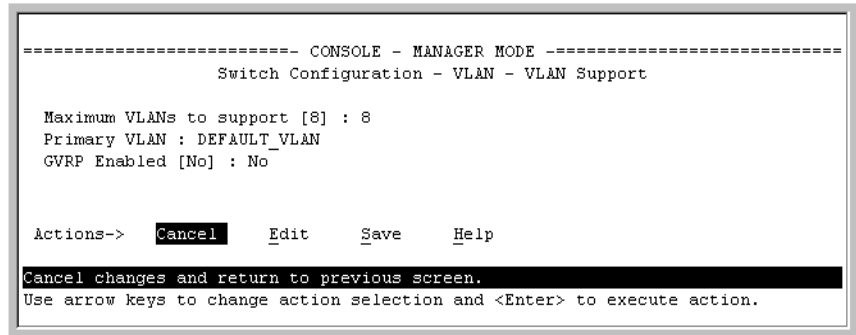 ===========================- CONSOLE - MANAGER MODE -============================
Switch Configuration - VLAN - VLAN Support
Maximum VLANs to support [8] : 8
Primary VLAN : DEFAULT_VLAN
GVRP Enabled [No] : No
Actions-> Cancel Edit Save Help
Cancel changes and return to previous screen.
Use arrow keys to change action selection and <Enter> to execute action.